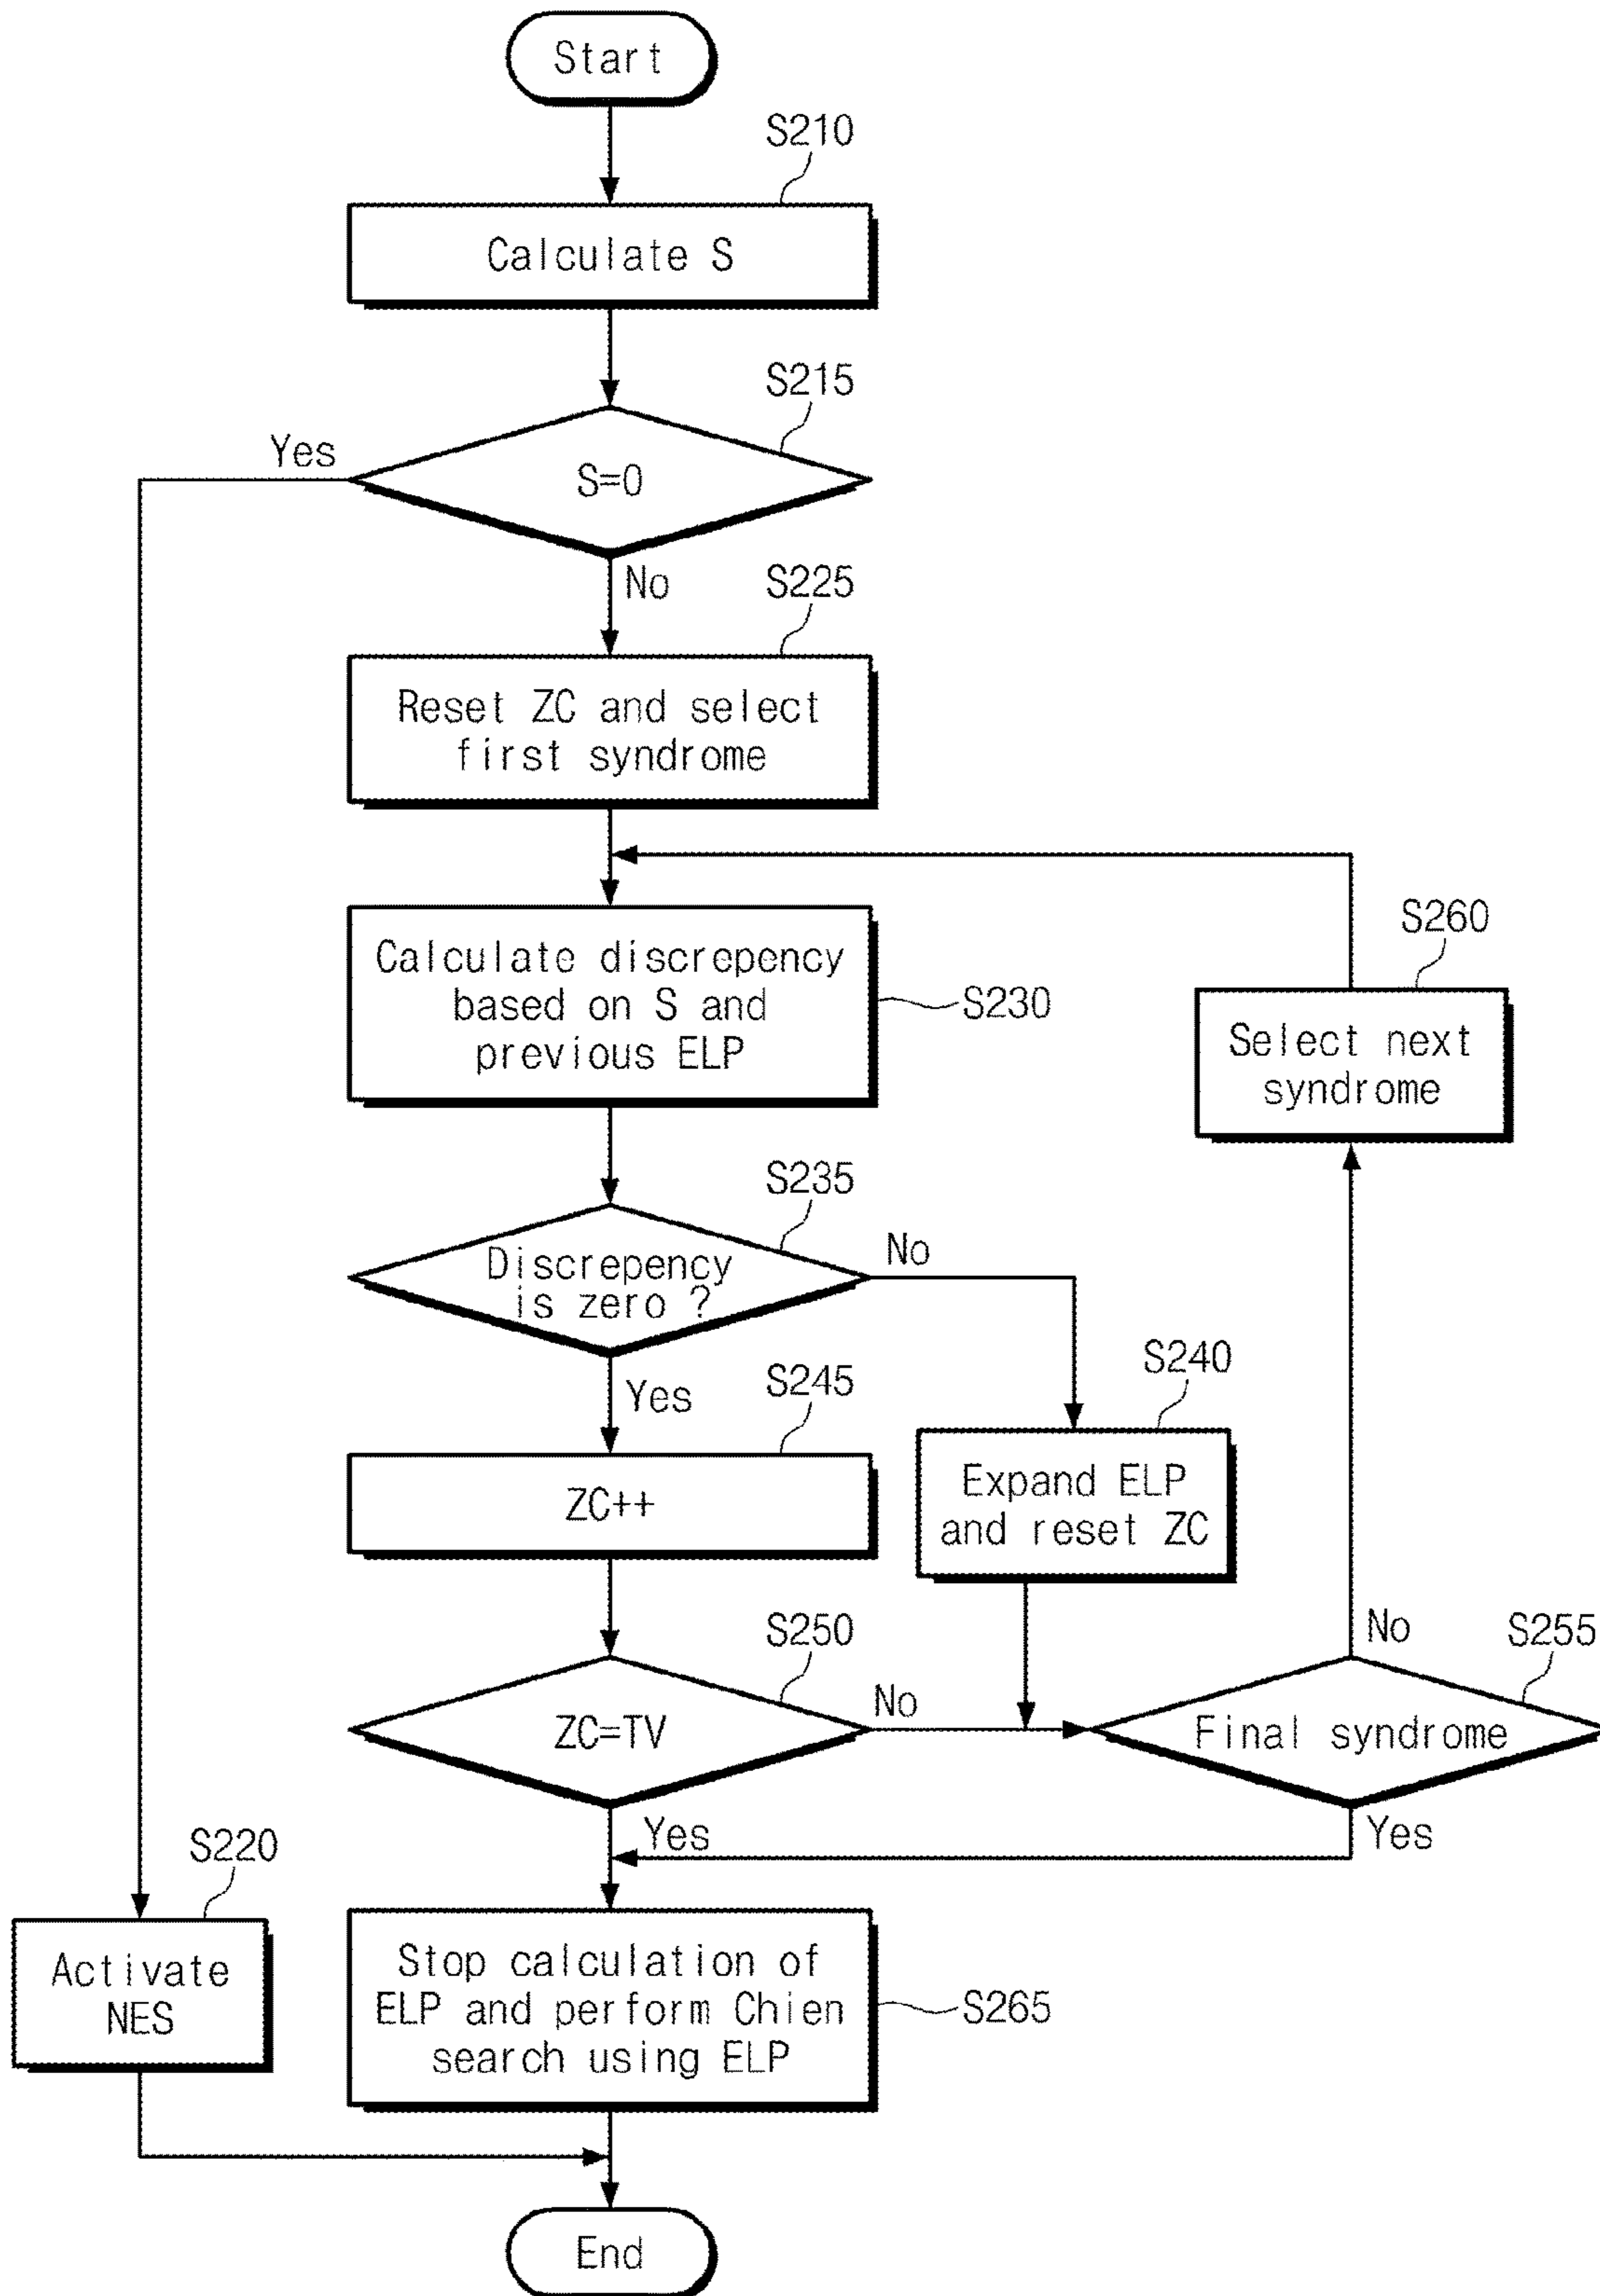 Start
S210
Calculate S
S215
Yes
S=0
No
S225
Reset ZC and select
first syndrome
S260
Calculate discrepency
based on S and
previous ELP
S230
Select next
syndrome
S235
Discrepency
is zero ?
No
S240
Yes
S245
Expand ELP
and reset ZC
ZC++
S250
No
No
S255
ZC=TV
Final syndrome
Yes
Yes
S220
Activate
NES
Stop calculation of
ELP and perform Chien
search using ELP
S265
End